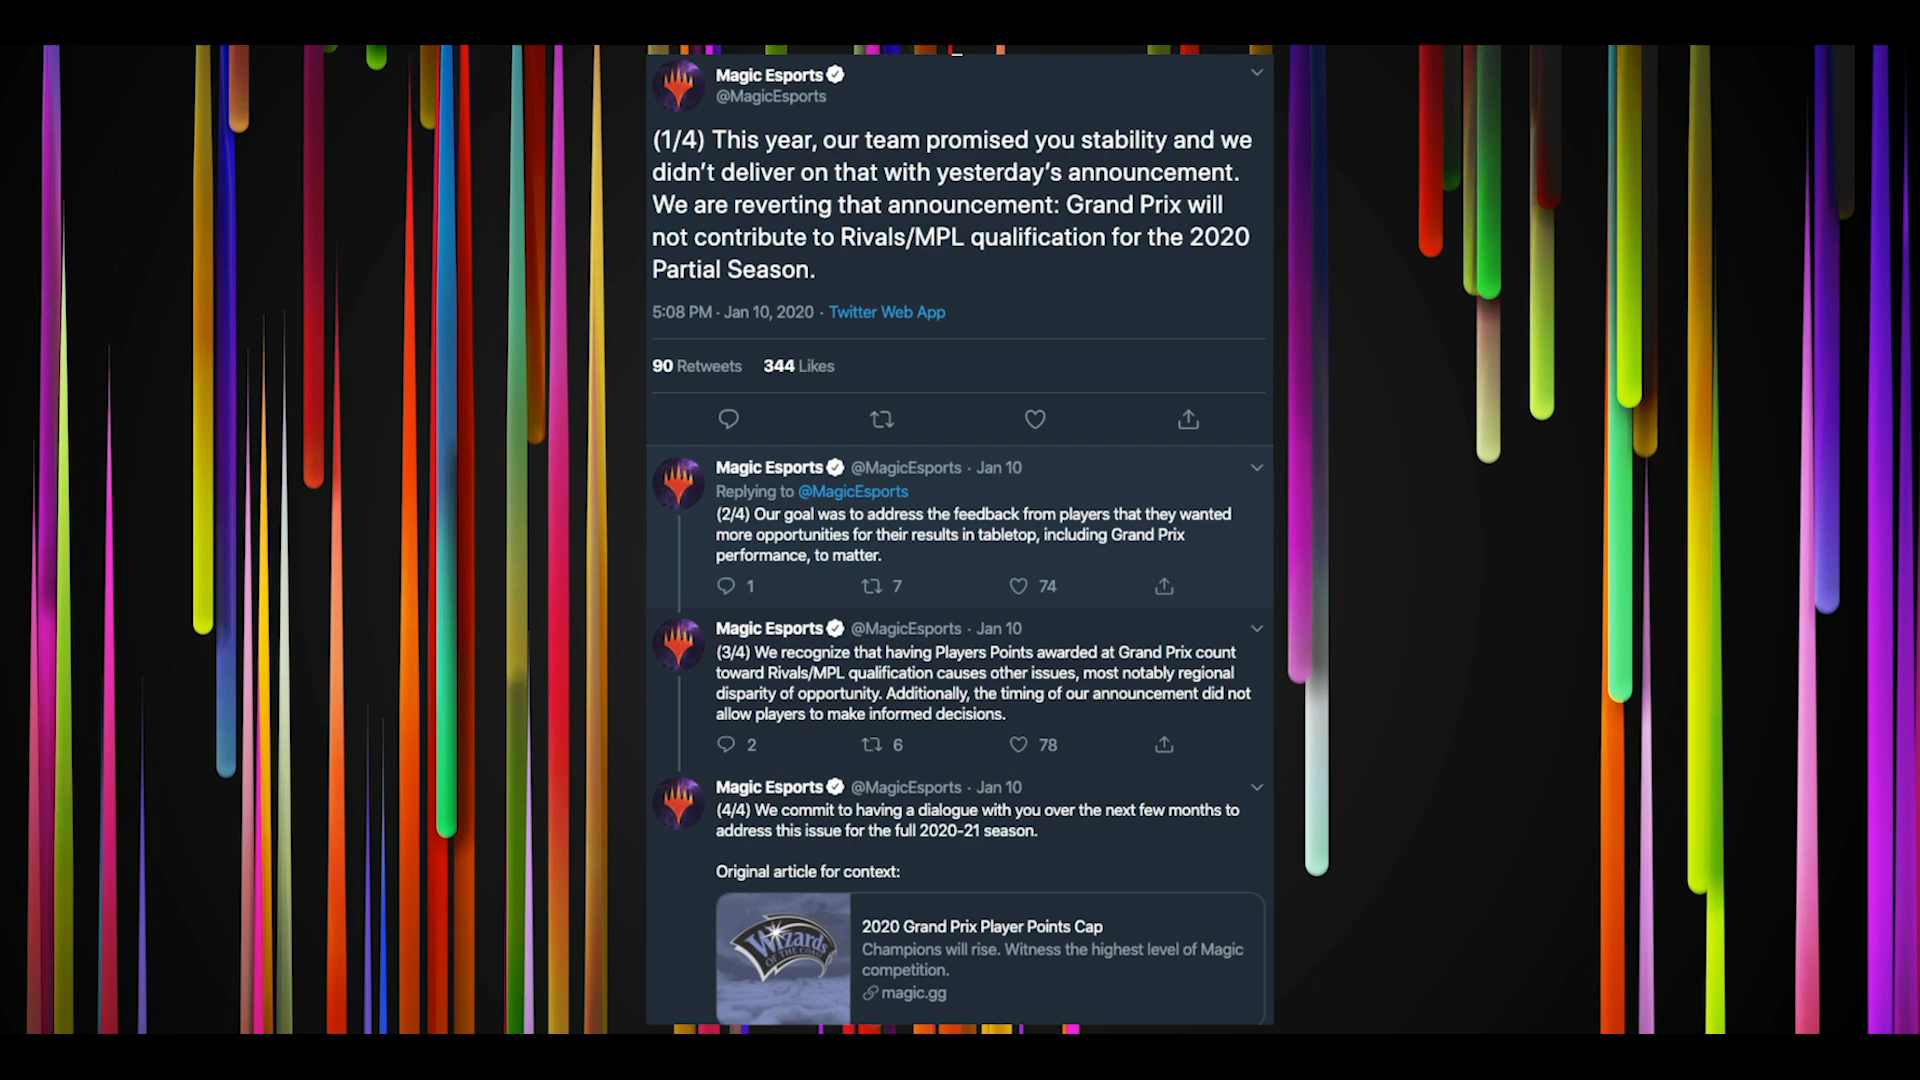 Magic Esports
@MagicEsports
(1/4) This year, our team promised you stability and we
didn’t deliver on that with yesterday’s announcement.
We are reverting that announcement: Grand Prix will
not contribute to Rivals/MPL qualification for the 2020
Partial Season.
5:08 PM · Jan 10, 2020 · Twitter Web App
90 Retweets 344 Likes
Magic Esports @MagicEsports · Jan 10
Replying to @MagicEsports
(2/4) Our goal was to address the feedback from players that they wanted
more opportunities for their results in tabletop, including Grand Prix
performance, to matter.
1 7 74
Magic Esports @MagicEsports · Jan 10
(3/4) We recognize that having Players Points awarded at Grand Prix count
toward Rivals/MPL qualification causes other issues, most notably regional
disparity of opportunity. Additionally, the timing of our announcement did not
allow players to make informed decisions.
2 6 78
Magic Esports @MagicEsports · Jan 10
(4/4) We commit to having a dialogue with you over the next few months to
address this issue for the full 2020-21 season.
Original article for context:
Wizards
OF THE COAST
2020 Grand Prix Player Points Cap
Champions will rise. Witness the highest level of Magic
competition.
magic.gg